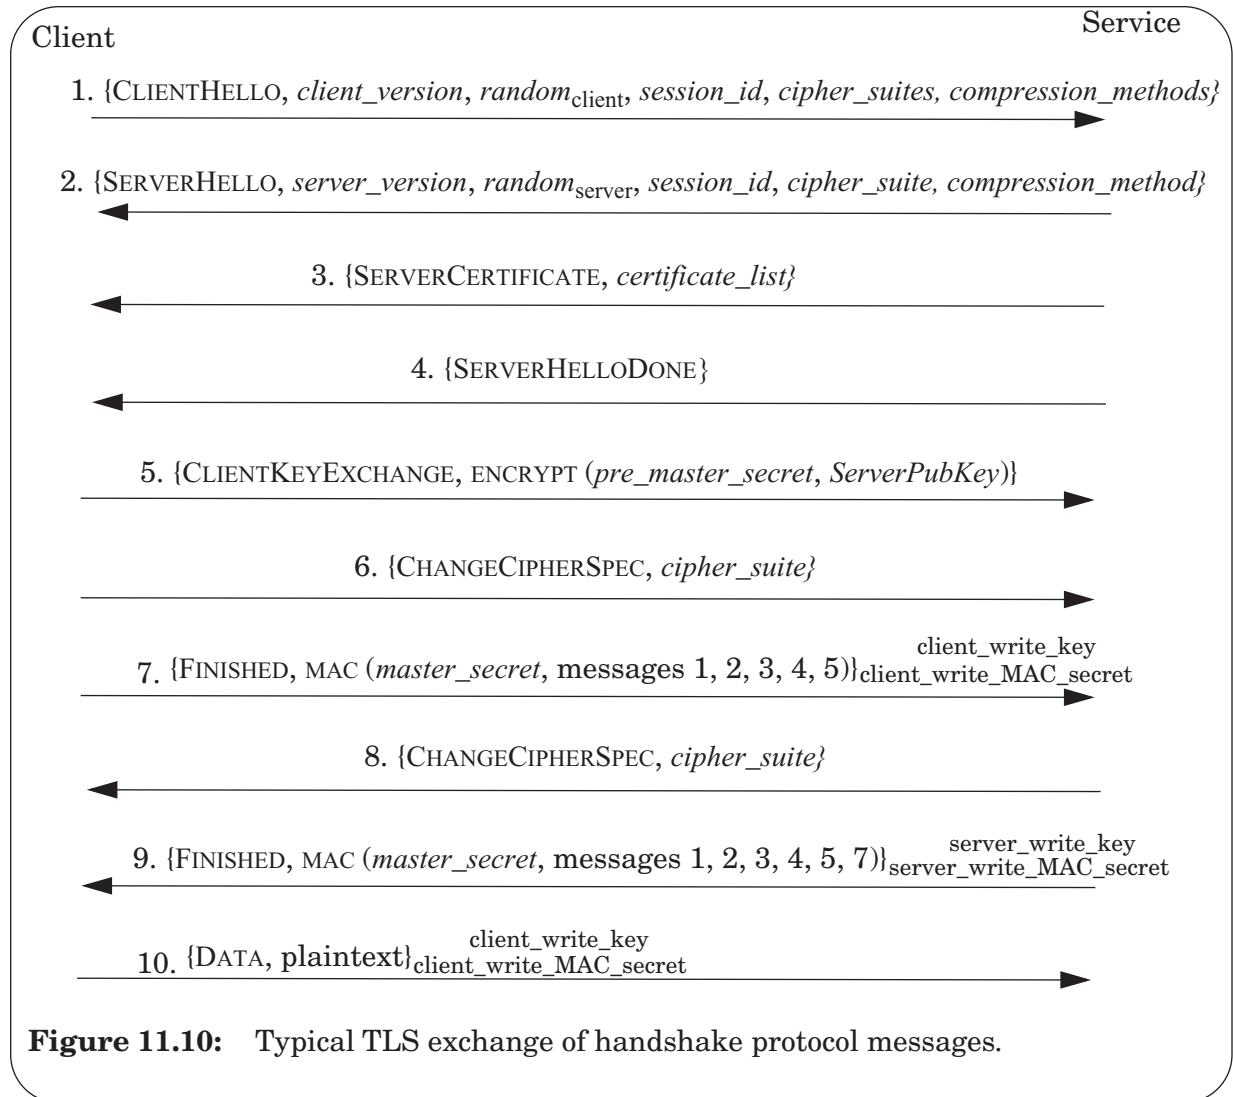 Client
Service
1. {CLIENTHELLO, client_version, random_client, session_id, cipher_suites, compression_methods}
2. {SERVERHELLO, server_version, random_server, session_id, cipher_suite, compression_method}
3. {SERVERCERTIFICATE, certificate_list}
4. {SERVERHELLODONE}
5. {CLIENTKEYEXCHANGE, ENCRYPT (pre_master_secret, ServerPubKey)}
6. {CHANGECIPHERSPEC, cipher_suite}
7. {FINISHED, MAC (master_secret, messages 1, 2, 3, 4, 5)} client_write_key
client_write_MAC_secret
8. {CHANGECIPHERSPEC, cipher_suite}
9. {FINISHED, MAC (master_secret, messages 1, 2, 3, 4, 5, 7)} server_write_key
server_write_MAC_secret
10. {DATA, plaintext} client_write_key
client_write_MAC_secret
Figure 11.10: Typical TLS exchange of handshake protocol messages.